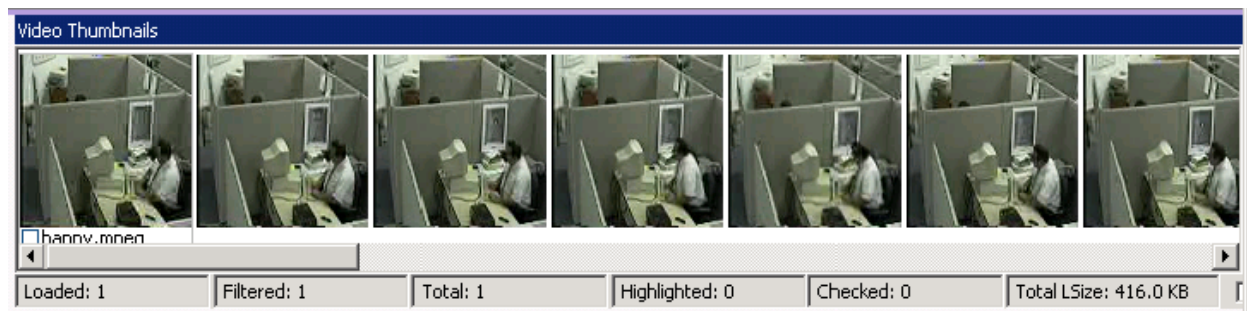 Video Thumbnails
happy.mpeg
Loaded: 1
Filtered: 1
Total: 1
Highlighted: 0
Checked: 0
Total LSize: 416.0 KB